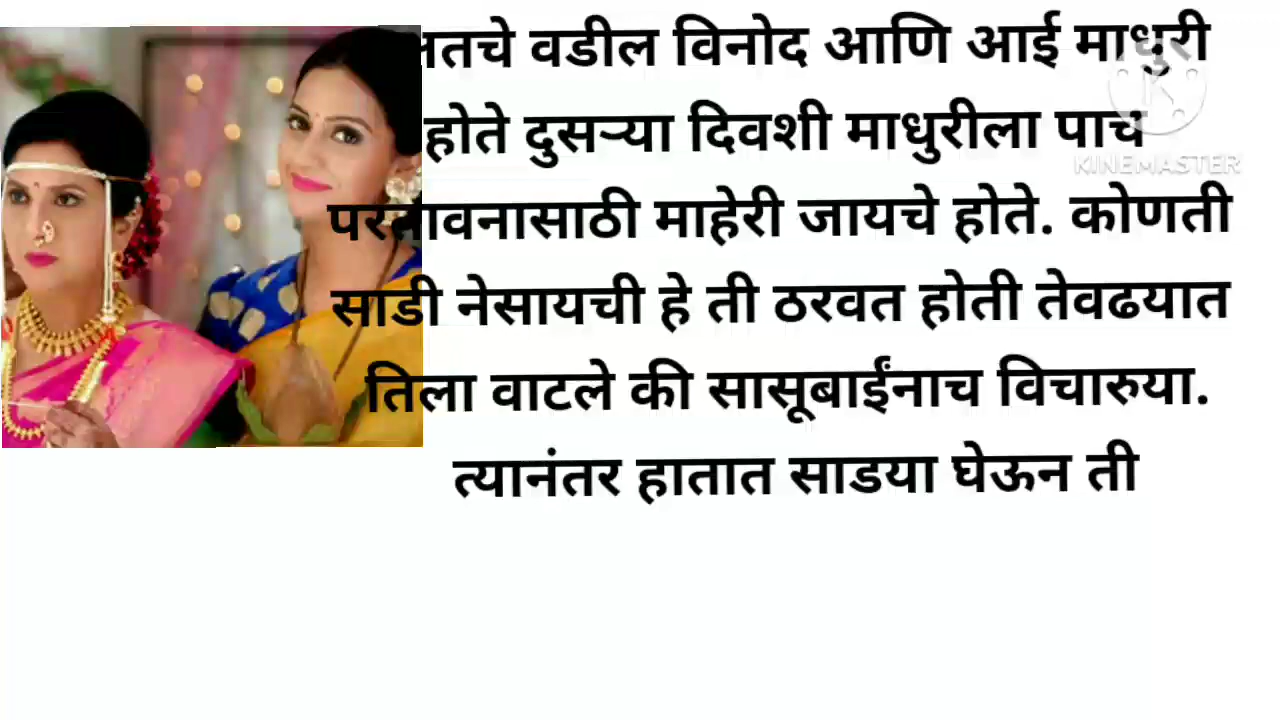 वडील विनोद आणि आई माधुरी
होते दुसऱ्या दिवशी माधुरीला पाच
माहेरी जायचे होते. कोणती
साडी नेसायची हे ती ठरवत होती तेवढयात
तिला वाटले की सासूबाईंनाच विचारुया.
त्यानंतर हातात साडया घेऊन ती
KINEMASTER